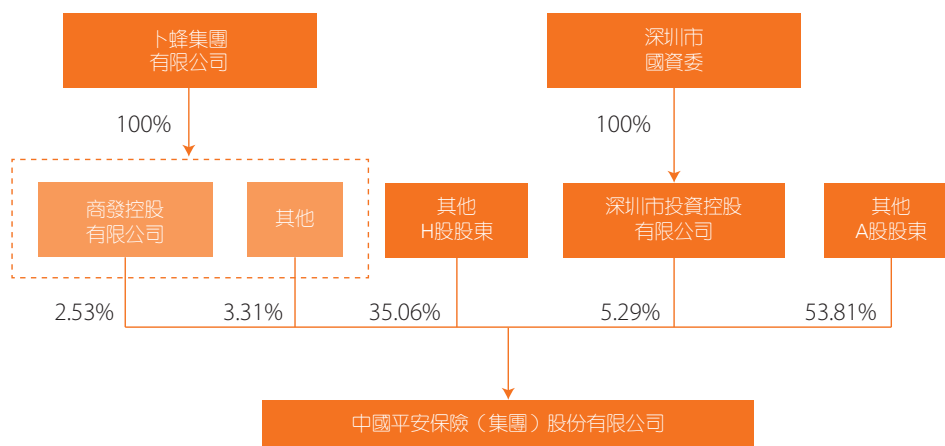 卜蜂集團
有限公司
深圳市
國資委
100%
100%
商發控股
有限公司
其他
其他
H股股東
深圳市投資控股
有限公司
其他
A股股東
2.53%
3.31%
35.06%
5.29%
53.81%
中國平安保險（集團）股份有限公司